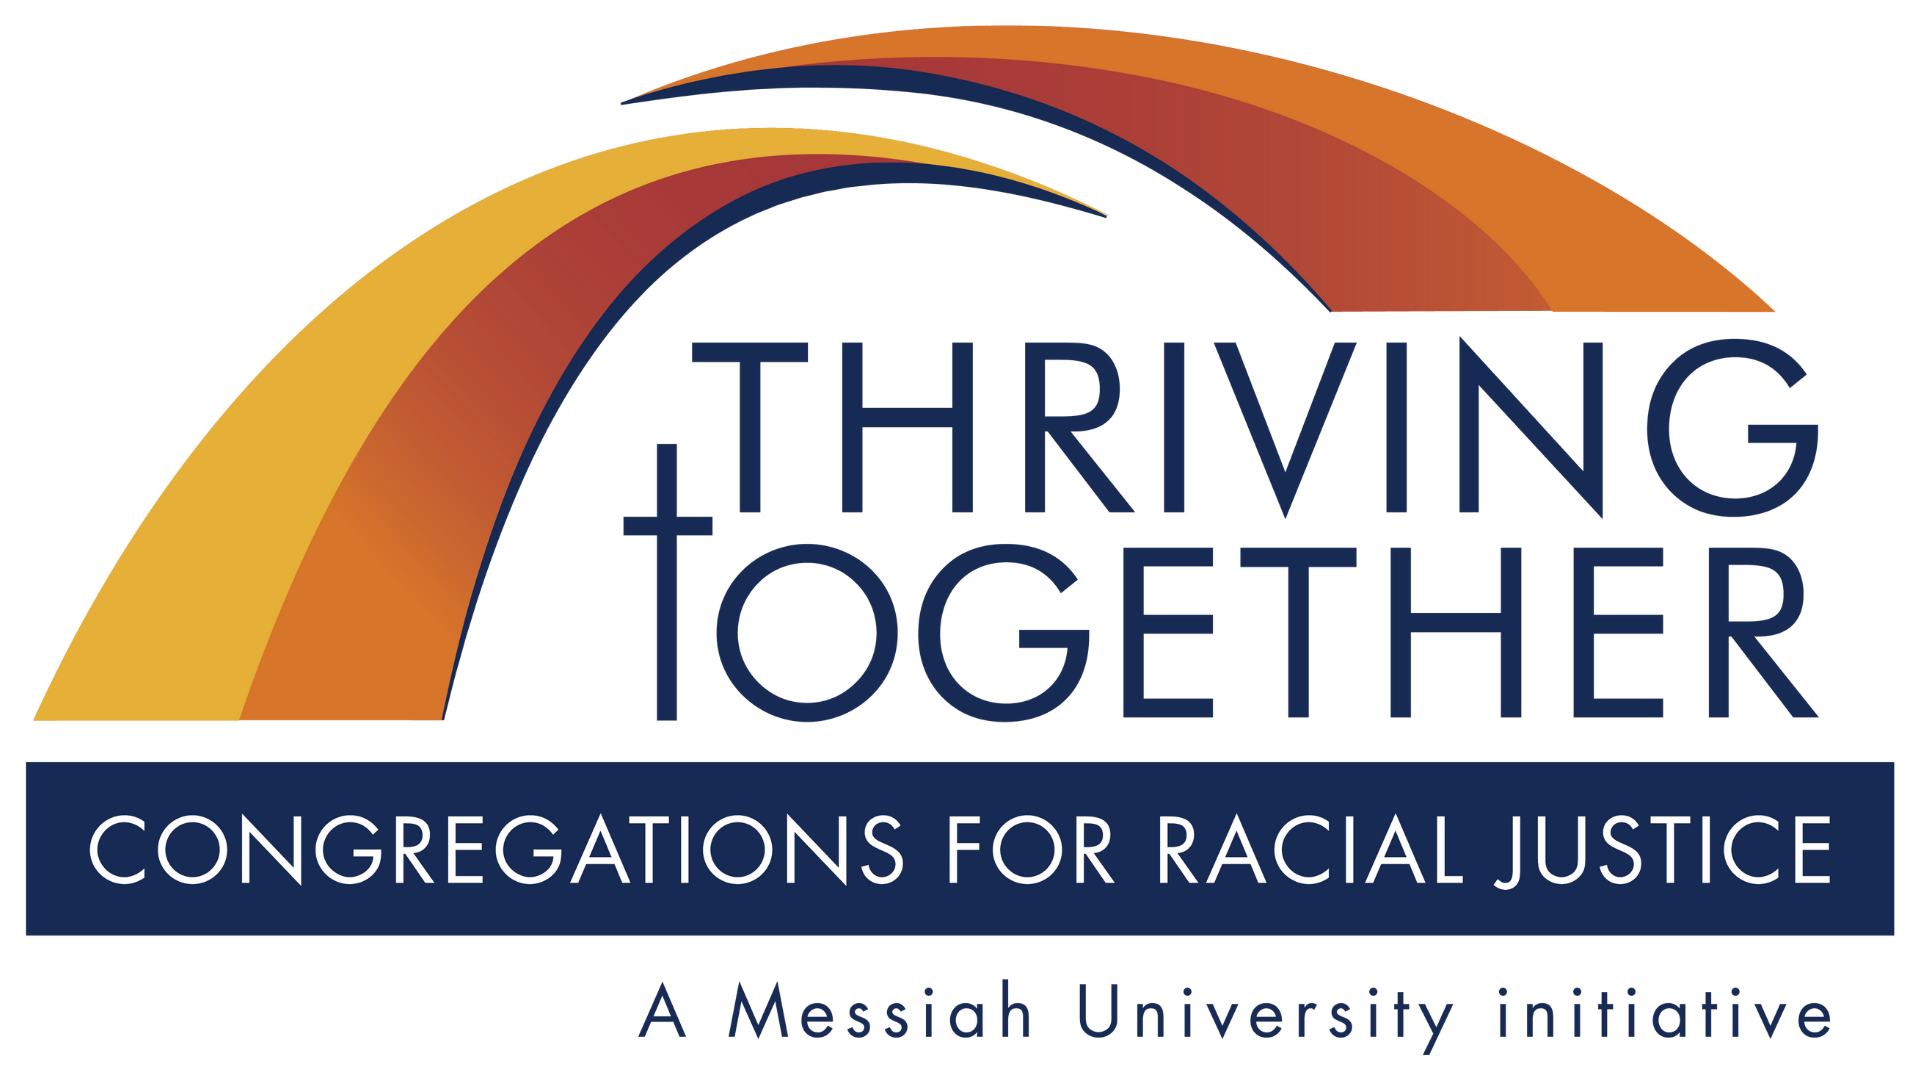 THRIVING
tOGETHER
CONGREGATIONS FOR RACIAL JUSTICE
A Messiah University initiative